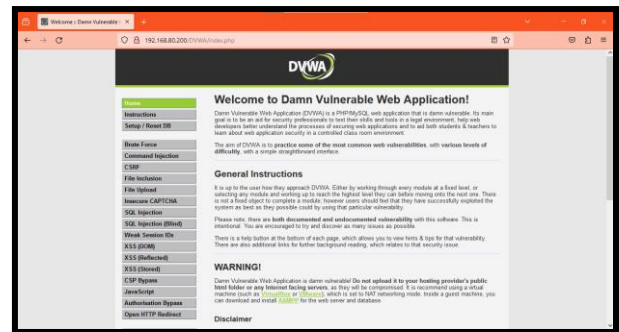 Welcome :: Damn Vulnerable
192.168.80.200/DVWA/index.php
DVWA
Home
Instructions
Setup / Reset DB
Brute Force
Command Injection
CSRF
File Inclusion
File Upload
Insecure CAPTCHA
SQL Injection
SQL Injection (Blind)
Weak Session IDs
XSS (DOM)
XSS (Reflected)
XSS (Stored)
CSP Bypass
JavaScript
Authorisation Bypass
Open HTTP Redirect
Welcome to Damn Vulnerable Web Application!
Damn Vulnerable Web Application (DVWA) is a PHP/MySQL web application that is damn vulnerable. Its main
goal is to be an aid for security professionals to test their skills and tools in a legal environment, help web
developers better understand the processes of securing web applications and to aid both students & teachers to
learn about web application security in a controlled class room environment.
The aim of DVWA is to practice some of the most common web vulnerabilities, with various levels of
difficulty, with a simple straightforward interface.
General Instructions
It is up to the user how they approach DVWA. Either by working through every module at a fixed level, or
selecting any module and working up to reach the highest level they can before moving onto the next one. There
is not a fixed object to complete a module; however users should feel that they have successfully exploited the
system as best as they possible could by using that particular vulnerability.
Please note, there are both documented and undocumented vulnerability with this software. This is
intentional. You are encouraged to try and discover as many issues as possible.
There is a help button at the bottom of each page, which allows you to view hints & tips for that vulnerability.
There are also additional links for further background reading, which relates to that security issue.
WARNING!
Damn Vulnerable Web Application is damn vulnerable! Do not upload it to your hosting provider's public
html folder or any Internet facing servers, as they will be compromised. It is recommend using a virtual
machine (such as VirtualBox or VMware), which is set to NAT networking mode. Inside a guest machine, you
can download and install XAMPP for the web server and database.
Disclaimer